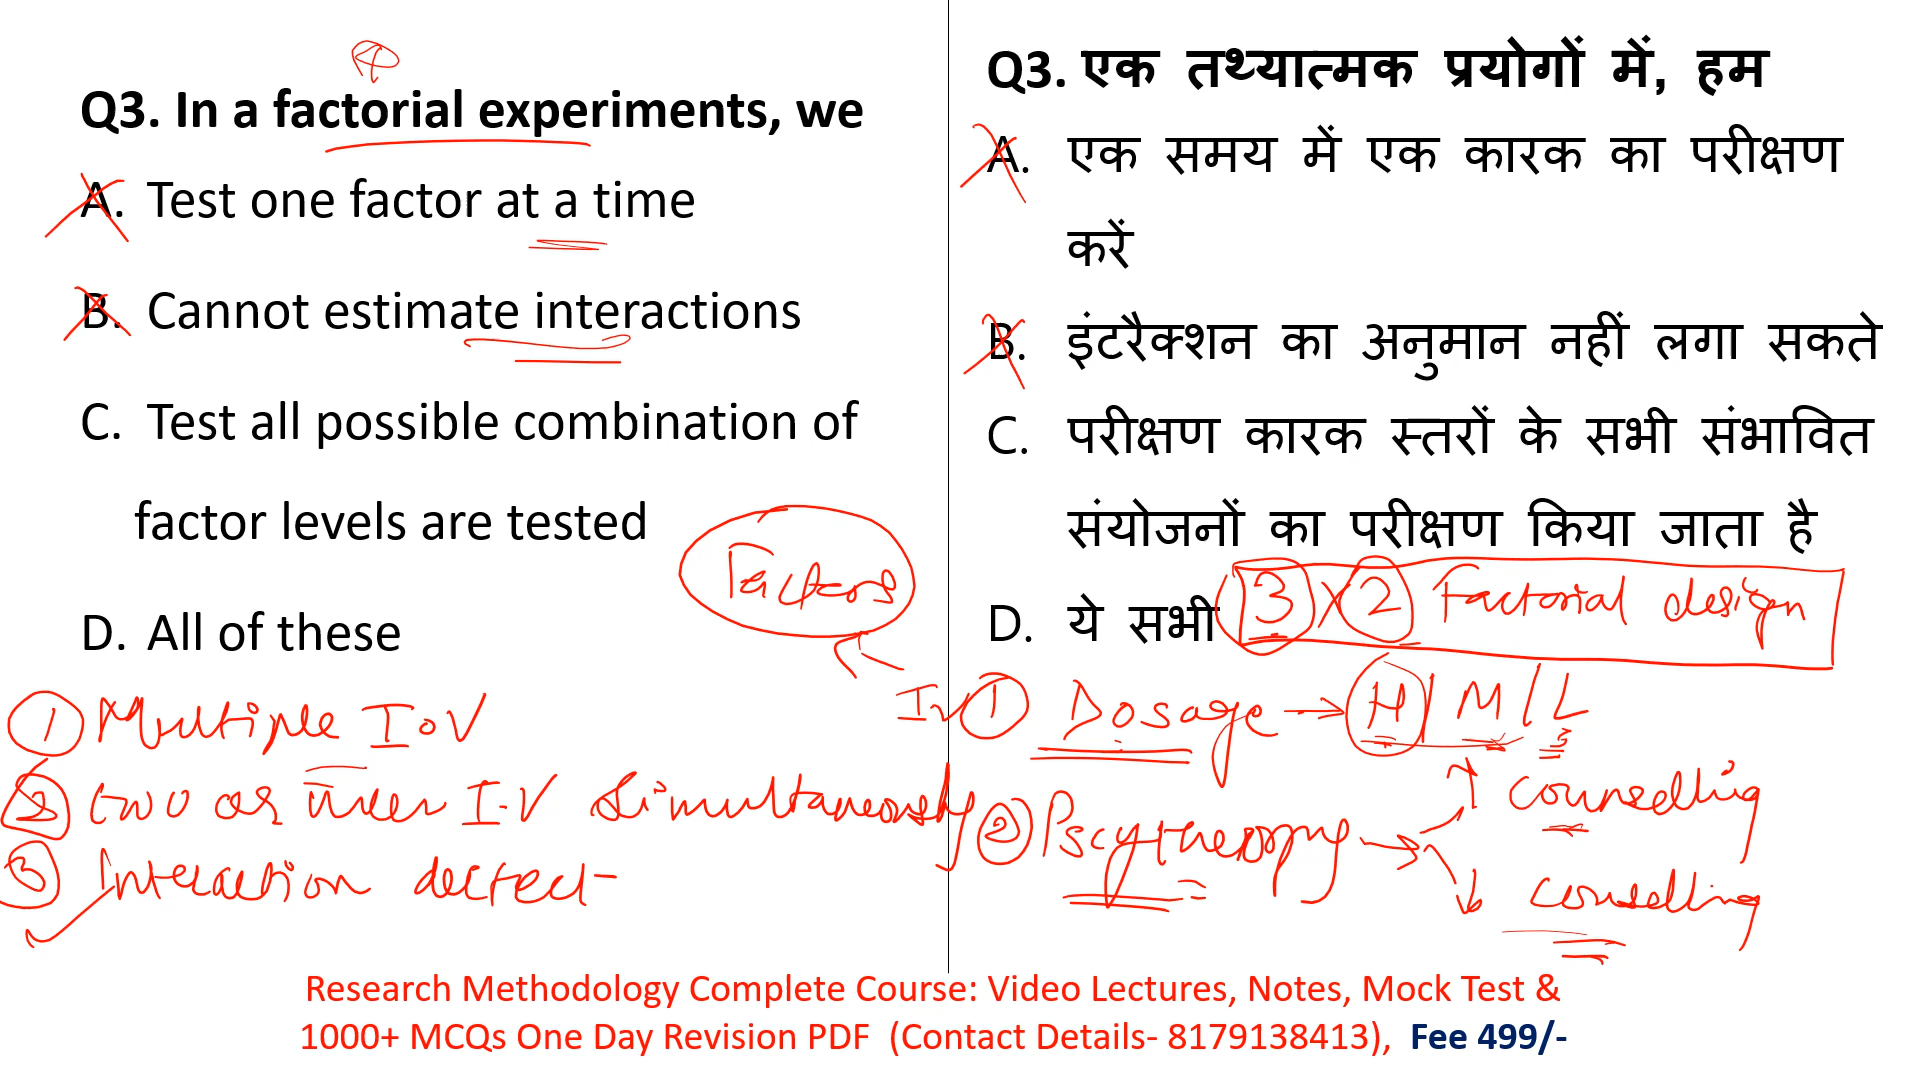 Q3. In a factorial experiments, we
A. Test one factor at a time
B. Cannot estimate interactions
C. Test all possible combination of
factor levels are tested
D. All of these
Factors
1 Multiple I.V
2 two or more I.V simultaneously
3 Interaction detect
Q3. एक तथ्यात्मक प्रयोगों में, हम
A. एक समय में एक कारक का परीक्षण
करें
B. इंटरैक्शन का अनुमान नहीं लगा सकते
C. परीक्षण कारक स्तरों के सभी संभावित
संयोजनों का परीक्षण किया जाता है
D. ये सभी
3 X 2 Factorial design
IV 1 Dosage → H / M / L
2 → ↑ counselling
↓ counselling
Research Methodology Complete Course: Video Lectures, Notes, Mock Test &
1000+ MCQs One Day Revision PDF (Contact Details- 8179138413), Fee 499/-